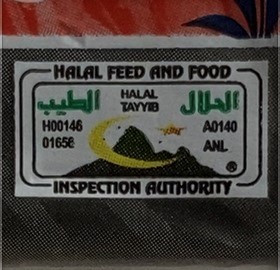 HALAL FEED AND FOOD
الطيب HALAL الحلال
TAYYIB
H00146 A0140
01658 ANL
®
INSPECTION AUTHORITY